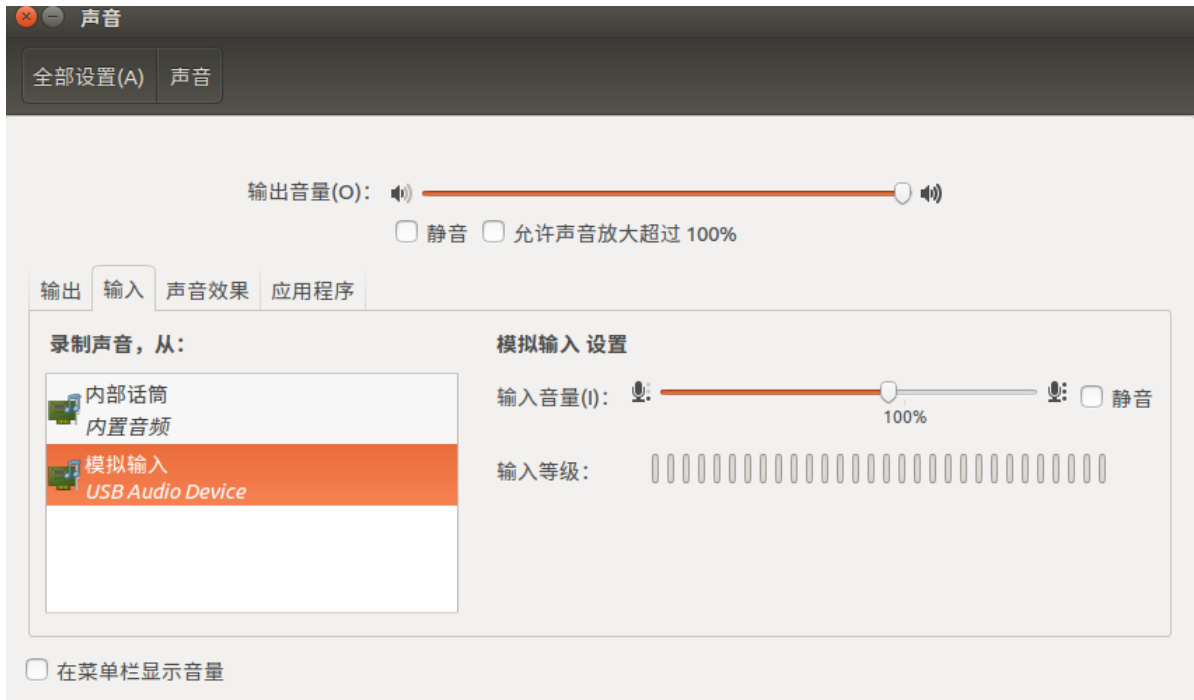 声音
全部设置(A) 声音
输出音量(O)：
静音 允许声音放大超过 100%
输出 输入 声音效果 应用程序
录制声音，从：
内部话筒
内置音频
模拟输入
USB Audio Device
模拟输入 设置
输入音量(I)： 静音
100%
输入等级：
在菜单栏显示音量